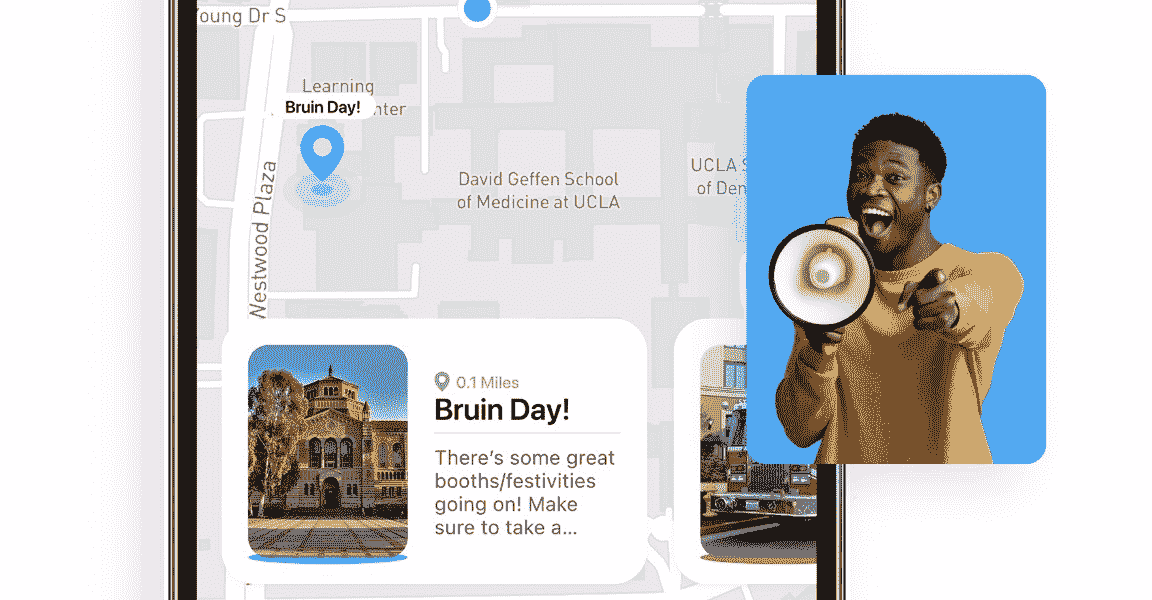 Young Dr S
Learning
Bruin Day!
nter
Westwood Plaza
David Geffen School
of Medicine at UCLA
UCLA S
of Den
0.1 Miles
Bruin Day!
There's some great
booths/festivities
going on! Make
sure to take a...